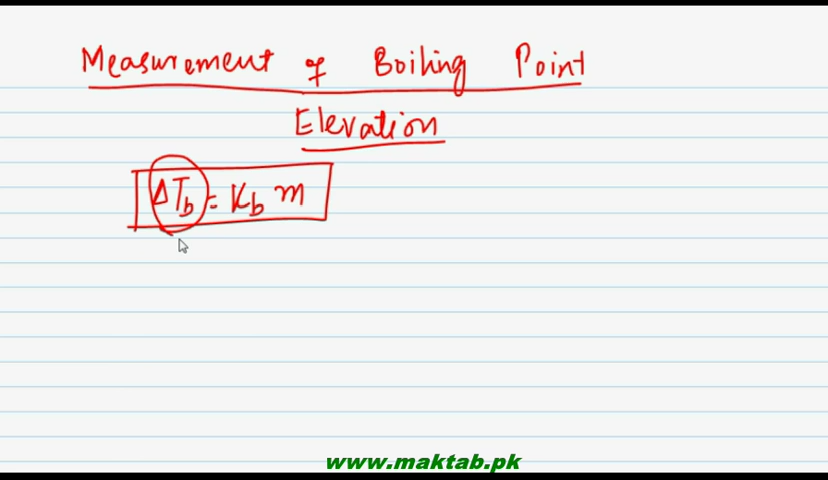 Measurement of Boiling Point
Elevation
ΔTb = Kb m
www.maktab.pk